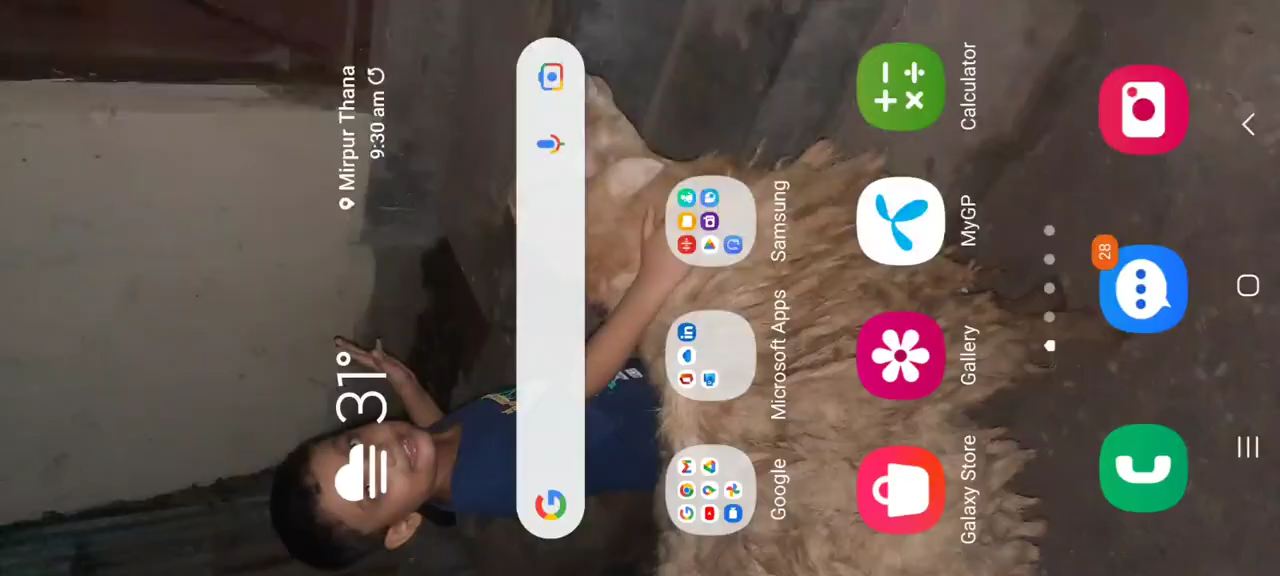 Mirpur Thana
31°
9:30 am
Google
Microsoft Apps
Samsung
Galaxy Store
Gallery
MyGP
Calculator
28